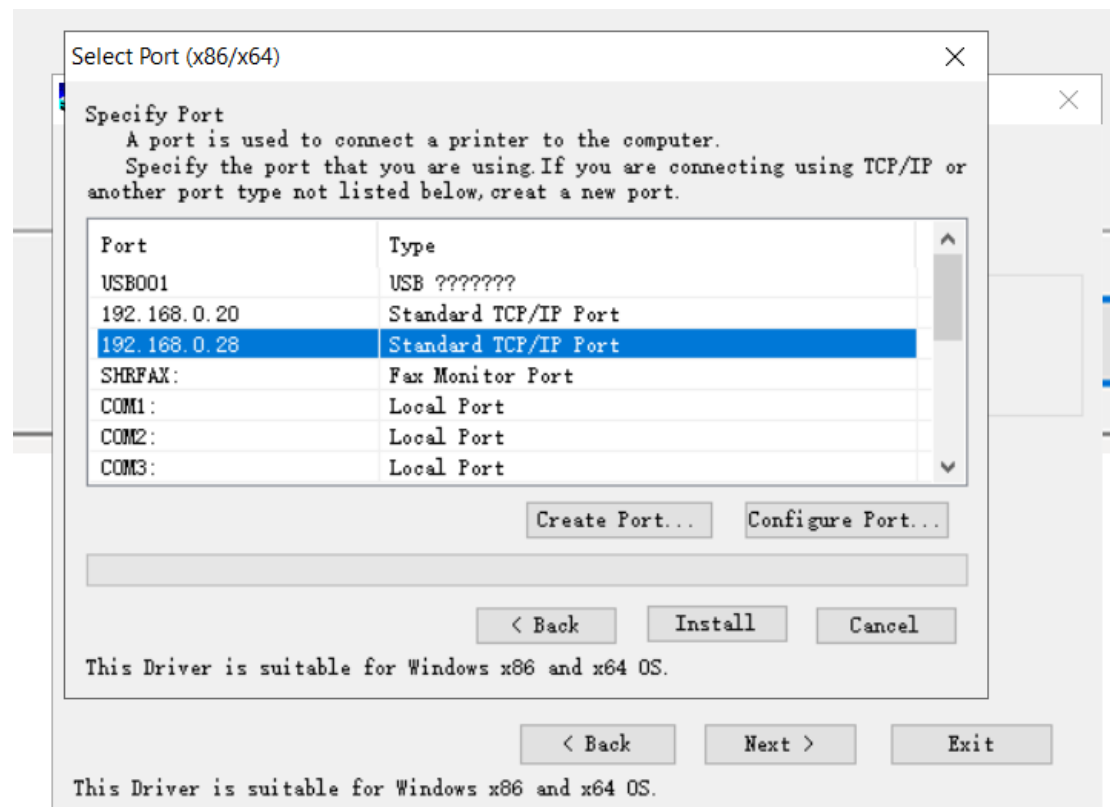 Select Port (x86/x64)
Specify Port
A port is used to connect a printer to the computer.
Specify the port that you are using.If you are connecting using TCP/IP or
another port type not listed below,creat a new port.
Port Type
USB001 USB ???????
192.168.0.20 Standard TCP/IP Port
192.168.0.28 Standard TCP/IP Port
SHRFAX: Fax Monitor Port
COM1: Local Port
COM2: Local Port
COM3: Local Port
Create Port... Configure Port...
< Back Install Cancel
This Driver is suitable for Windows x86 and x64 OS.
< Back Next > Exit
This Driver is suitable for Windows x86 and x64 OS.